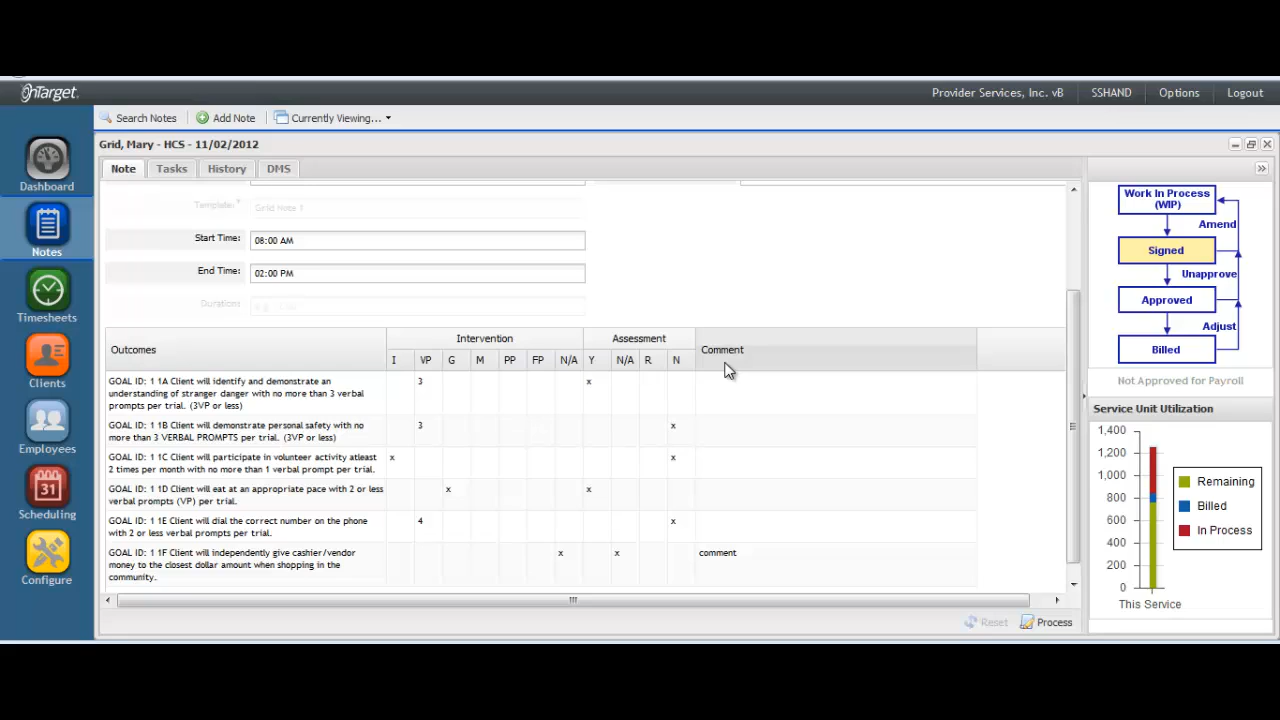 OnTarget.
Provider Services, Inc. vB
SSHAND
Options
Logout
Search Notes
Add Note
Currently Viewing...
Grid, Mary - HCS - 11/02/2012
Note
Tasks
History
DMS
Dashboard
Notes
Timesheets
Clients
Employees
31
Scheduling
Configure
Template:*
Grid Note 1
Start Time:
08:00 AM
End Time:
02:00 PM
Duration:
Outcomes
Intervention
Assessment
Comment
I VP G M PP FP N/A Y N/A R N
GOAL ID: 1 1A Client will identify and demonstrate an 3 x
understanding of stranger danger with no more than 3 verbal
prompts per trial. (3VP or less)
GOAL ID: 1 1B Client will demonstrate personal safety with no 3 x
more than 3 VERBAL PROMPTS per trial. (3VP or less)
GOAL ID: 1 1C Client will participate in volunteer activity atleast x x
2 times per month with no more than 1 verbal prompt per trial.
GOAL ID: 1 1D Client will eat at an appropriate pace with 2 or less x x
verbal prompts (VP) per trial.
GOAL ID: 1 1E Client will dial the correct number on the phone 4 x
with 2 or less verbal prompts per trial.
GOAL ID: 1 1F Client will independently give cashier/vendor x x comment
money to the closest dollar amount when shopping in the
community.
Reset
Process
Work In Process
(WIP)
Amend
Signed
Unapprove
Approved
Adjust
Billed
Not Approved for Payroll
Service Unit Utilization
1,400
1,200
1,000
800
600
400
200
0
This Service
Remaining
Billed
In Process